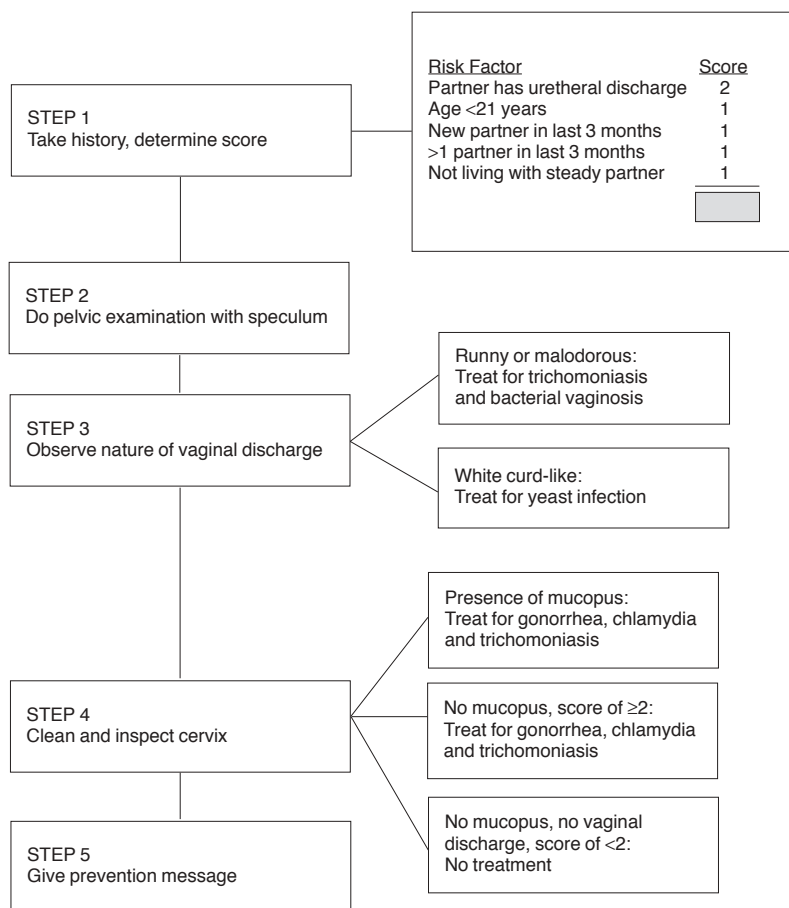 Risk Factor Score
Partner has uretheral discharge 2
Age <21 years 1
New partner in last 3 months 1
>1 partner in last 3 months 1
Not living with steady partner 1
STEP 1
Take history, determine score
STEP 2
Do pelvic examination with speculum
STEP 3
Observe nature of vaginal discharge
Runny or malodorous:
Treat for trichomoniasis
and bacterial vaginosis
White curd-like:
Treat for yeast infection
STEP 4
Clean and inspect cervix
Presence of mucopus:
Treat for gonorrhea, chlamydia
and trichomoniasis
No mucopus, score of ≥2:
Treat for gonorrhea, chlamydia
and trichomoniasis
No mucopus, no vaginal
discharge, score of <2:
No treatment
STEP 5
Give prevention message